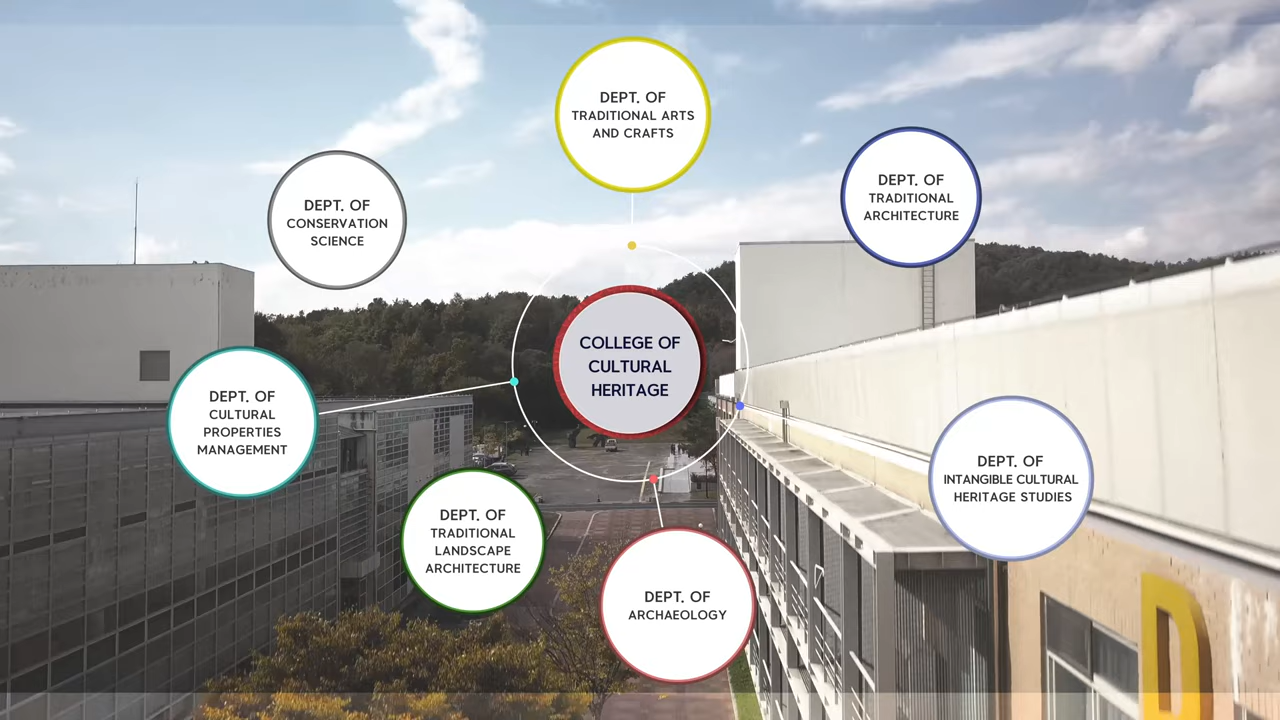 DEPT. OF
TRADITIONAL ARTS
AND CRAFTS
DEPT. OF
CONSERVATION
SCIENCE
DEPT. OF
TRADITIONAL
ARCHITECTURE
COLLEGE OF
CULTURAL
HERITAGE
DEPT. OF
CULTURAL
PROPERTIES
MANAGEMENT
DEPT. OF
INTANGIBLE CULTURAL
HERITAGE STUDIES
DEPT. OF
TRADITIONAL
LANDSCAPE
ARCHITECTURE
DEPT. OF
ARCHAEOLOGY
D